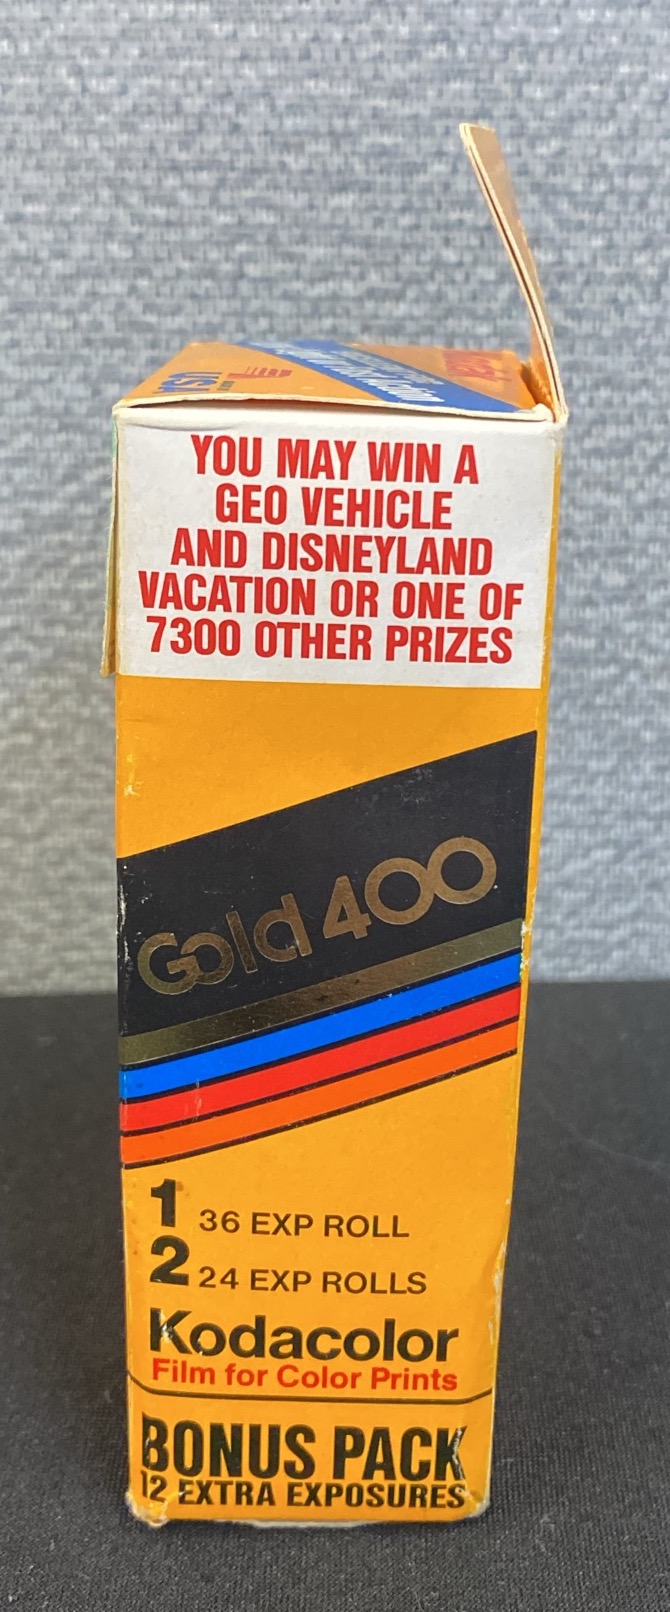 USA
YOU MAY WIN A
GEO VEHICLE
AND DISNEYLAND
VACATION OR ONE OF
7300 OTHER PRIZES
Gold 400
1 36 EXP ROLL
2 24 EXP ROLLS
Kodacolor
Film for Color Prints
BONUS PACK
12 EXTRA EXPOSURES